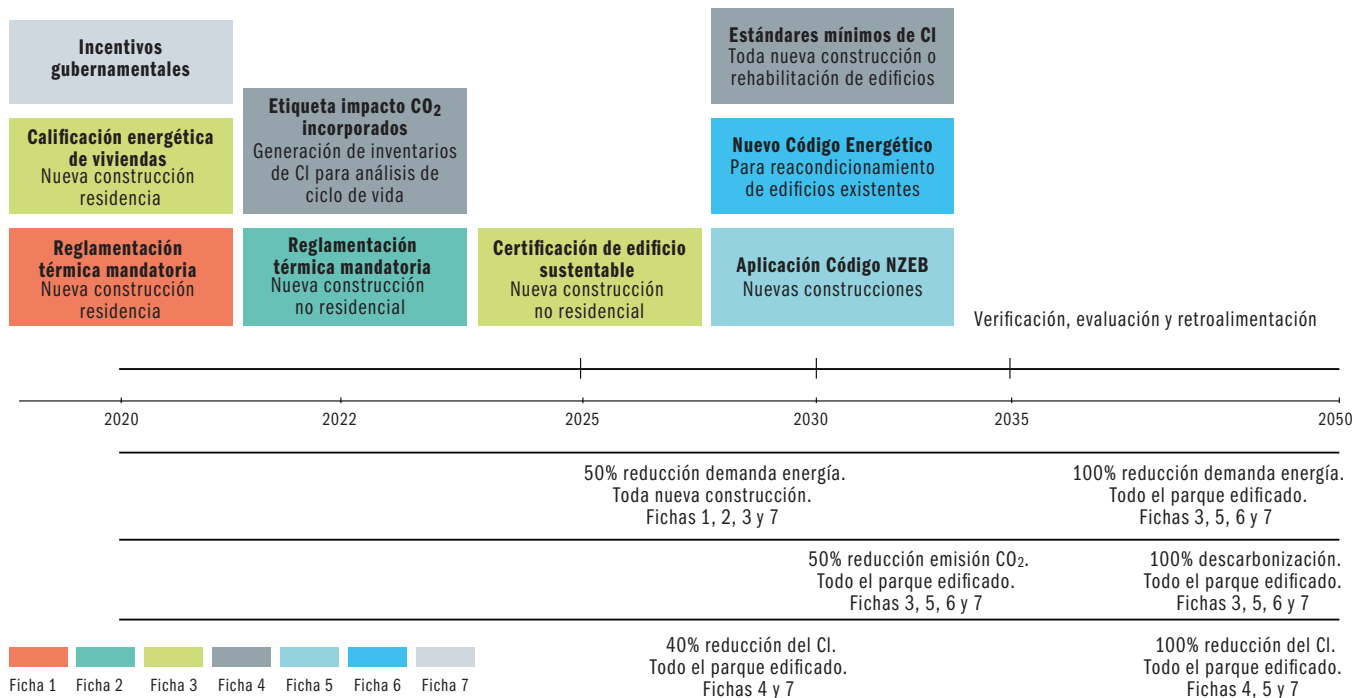 Incentivos
gubernamentales
Calificación energética
de viviendas
Nueva construcción
residencia
Reglamentación
térmica mandatoria
Nueva construcción
residencia
Etiqueta impacto CO₂
incorporados
Generación de inventarios
de CI para análisis de
ciclo de vida
Reglamentación
térmica mandatoria
Nueva construcción
no residencial
Certificación de edificio
sustentable
Nueva construcción
no residencial
Estándares mínimos de CI
Toda nueva construcción o
rehabilitación de edificios
Nuevo Código Energético
Para reacondicionamiento
de edificios existentes
Aplicación Código NZEB
Nuevas construcciones
Verificación, evaluación y retroalimentación
2020 2022 2025 2030 2035 2050
50% reducción demanda energía.
Toda nueva construcción.
Fichas 1, 2, 3 y 7
100% reducción demanda energía.
Todo el parque edificado.
Fichas 3, 5, 6 y 7
50% reducción emisión CO₂.
Todo el parque edificado.
Fichas 3, 5, 6 y 7
100% descarbonización.
Todo el parque edificado.
Fichas 3, 5, 6 y 7
40% reducción del CI.
Todo el parque edificado.
Fichas 4 y 7
100% reducción del CI.
Todo el parque edificado.
Fichas 4, 5 y 7
Ficha 1 Ficha 2 Ficha 3 Ficha 4 Ficha 5 Ficha 6 Ficha 7